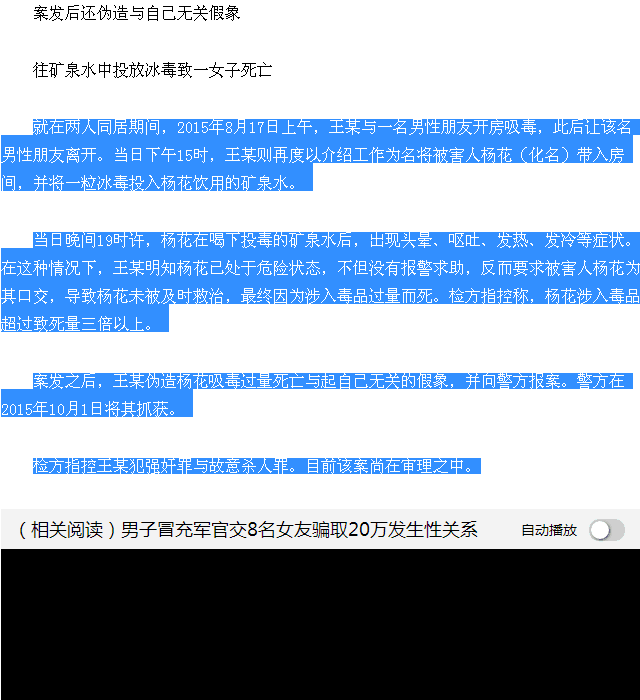 案发后还伪造与自己无关假象
往矿泉水中投放冰毒致一女子死亡
就在两人同居期间，2015年8月17日上午，王某与一名男性朋友开房吸毒，此后让该名
男性朋友离开。当日下午15时，王某则再度以介绍工作为名将被害人杨花（化名）带入房
间，并将一粒冰毒投入杨花饮用的矿泉水。
当日晚间19时许，杨花在喝下投毒的矿泉水后，出现头晕、呕吐、发热、发冷等症状。
在这种情况下，王某明知杨花已处于危险状态，不但没有报警求助，反而要求被害人杨花为
其口交，导致杨花未被及时救治，最终因为涉入毒品过量而死。检方指控称，杨花涉入毒品
超过致死量三倍以上。
案发之后，王某伪造杨花吸毒过量死亡与起自己无关的假象，并向警方报案。警方在
2015年10月1日将其抓获。
检方指控王某犯强奸罪与故意杀人罪。目前该案尚在审理之中。
（相关阅读）男子冒充军官交8名女友骗取20万发生性关系 自动播放